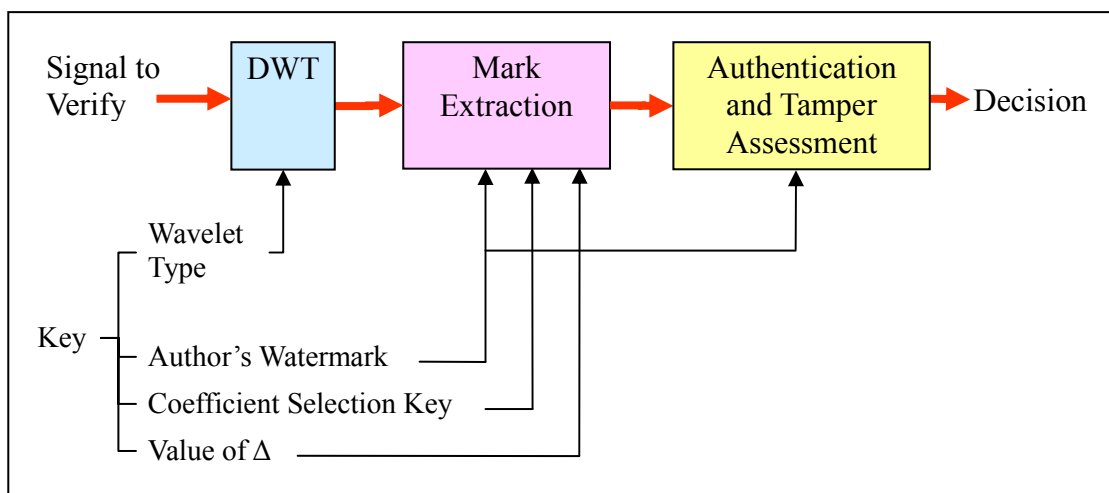 Signal to
Verify
DWT
Mark
Extraction
Authentication
and Tamper
Assessment
Decision
Wavelet
Type
Key
Author’s Watermark
Coefficient Selection Key
Value of Δ